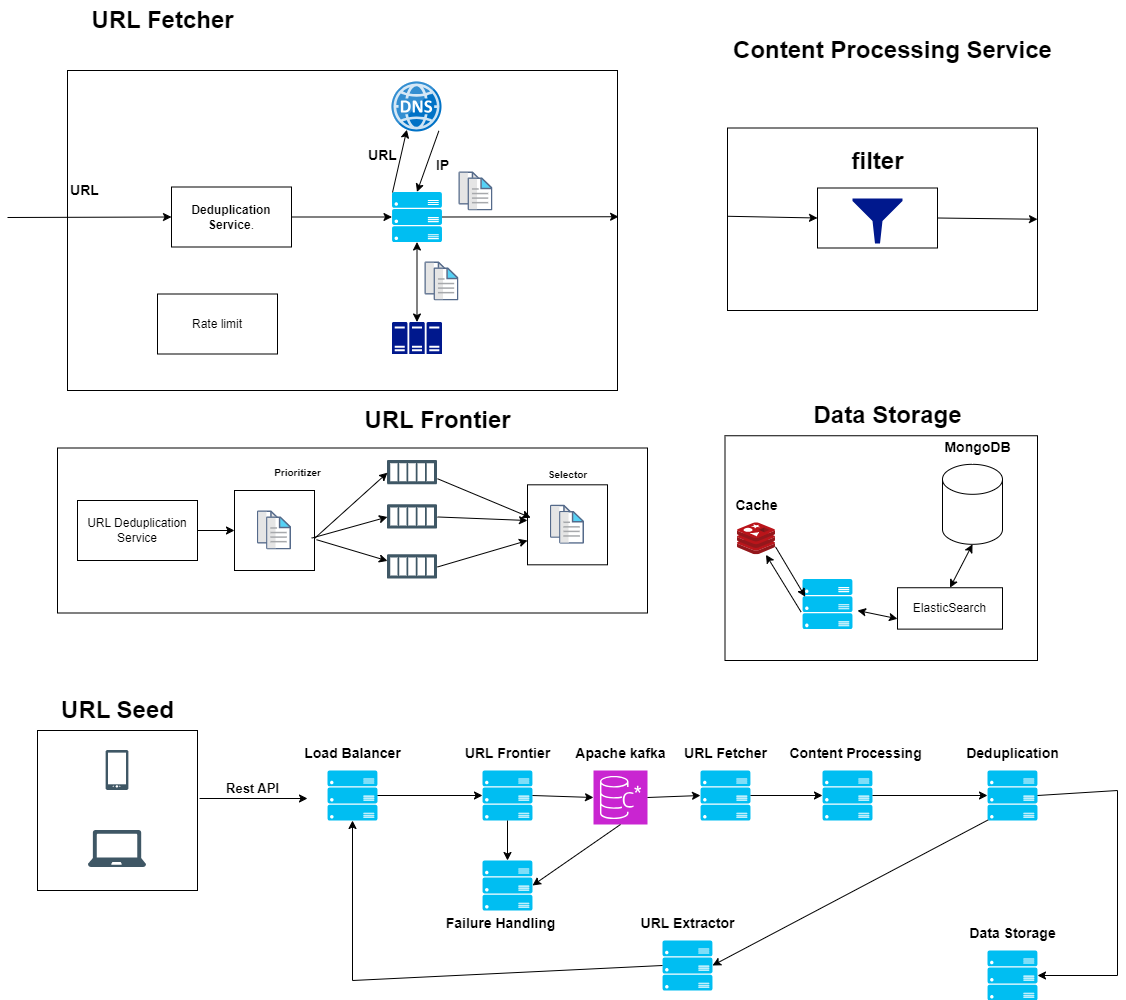 URL Fetcher
Content Processing Service
DNS
URL
IP
URL
Deduplication
Service.
Rate limit
filter
URL Frontier
Data Storage
MongoDB
Prioritizer
Selector
URL Deduplication
Service
Cache
ElasticSearch
URL Seed
Rest API
Load Balancer
URL Frontier
Apache kafka
URL Fetcher
Content Processing
Deduplication
C*
Failure Handling
URL Extractor
Data Storage